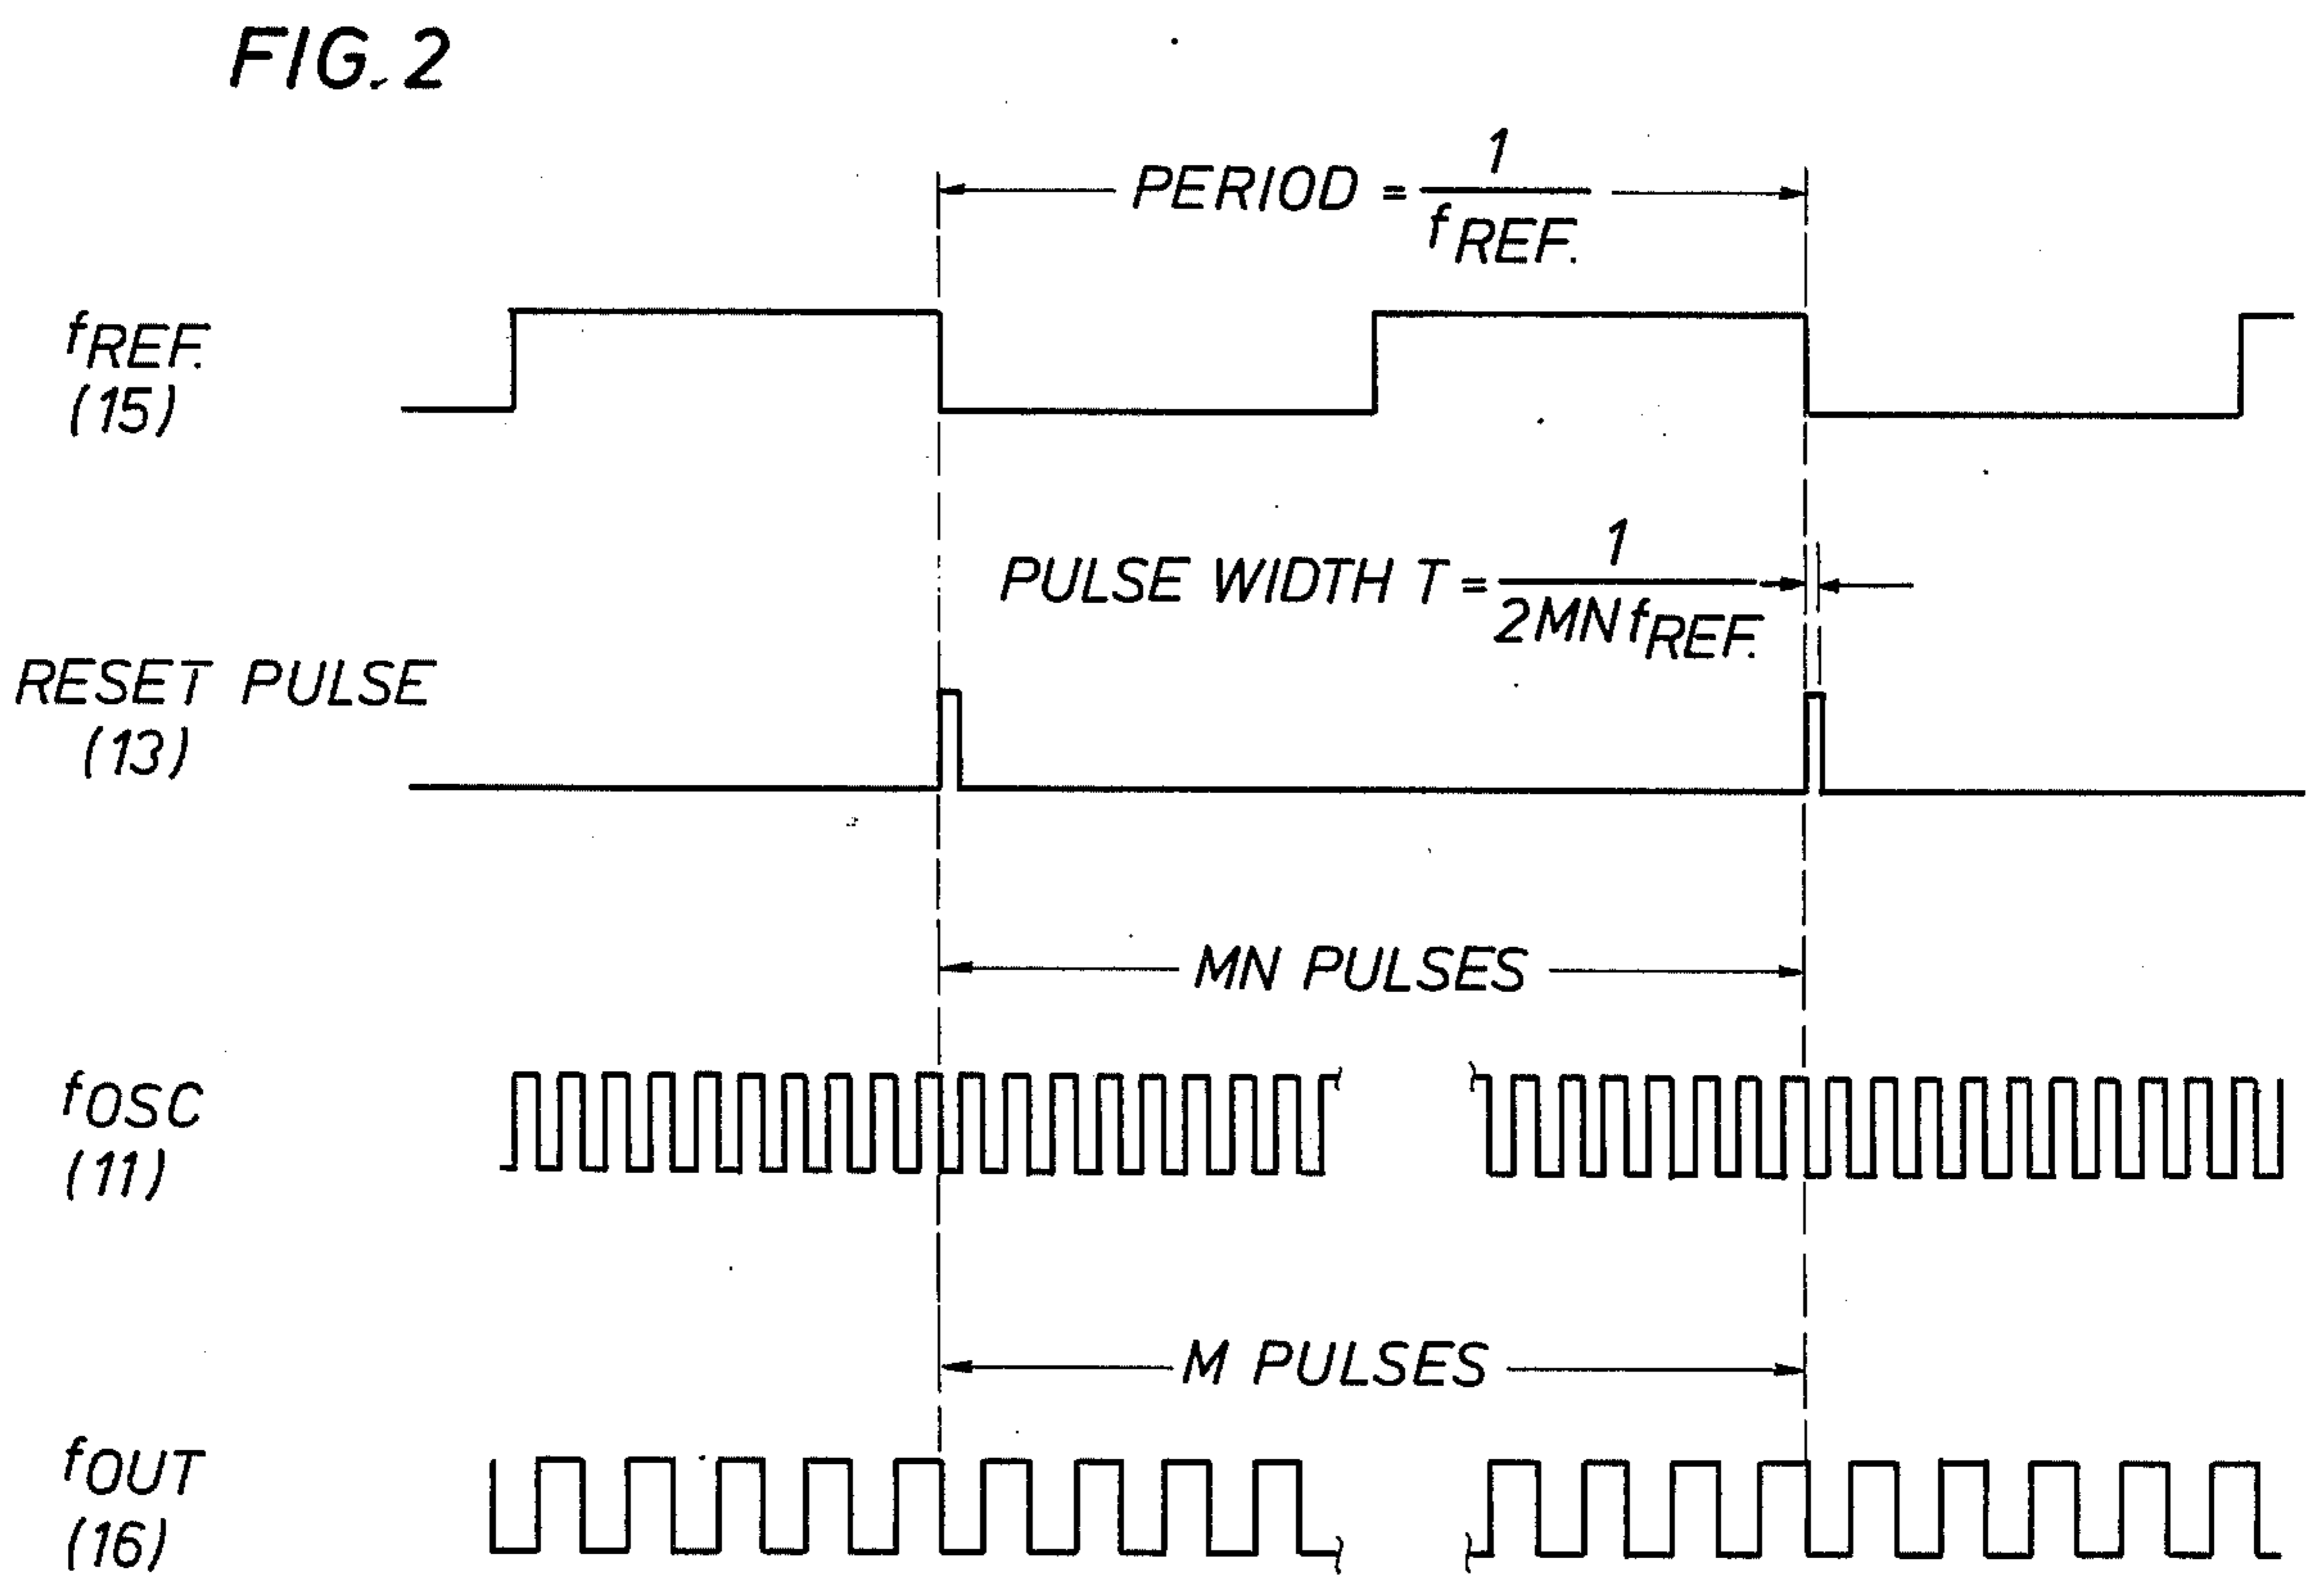 FIG. 2
PERIOD = 1/fREF.
fREF.
(15)
PULSE WIDTH T = 1/2MNfREF.
RESET PULSE
(13)
MN PULSES
fOSC
(11)
M PULSES
fOUT
(16)